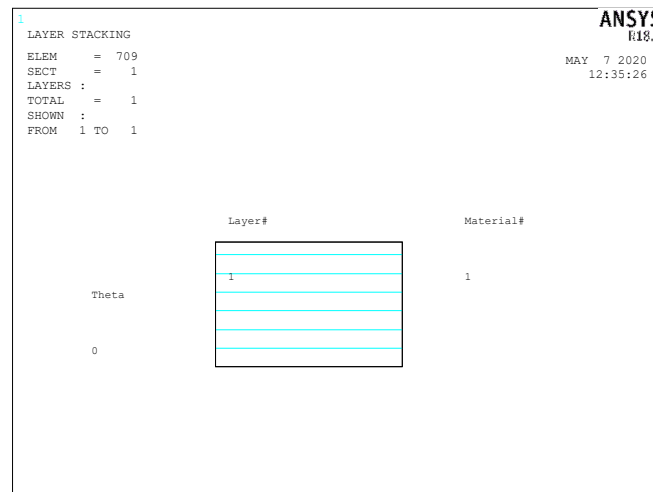 1
LAYER STACKING
ELEM = 709
SECT = 1
LAYERS :
TOTAL = 1
SHOWN :
FROM 1 TO 1
R18.
MAY 7 2020
12:35:26
Layer# Material#
1 1
Theta
0